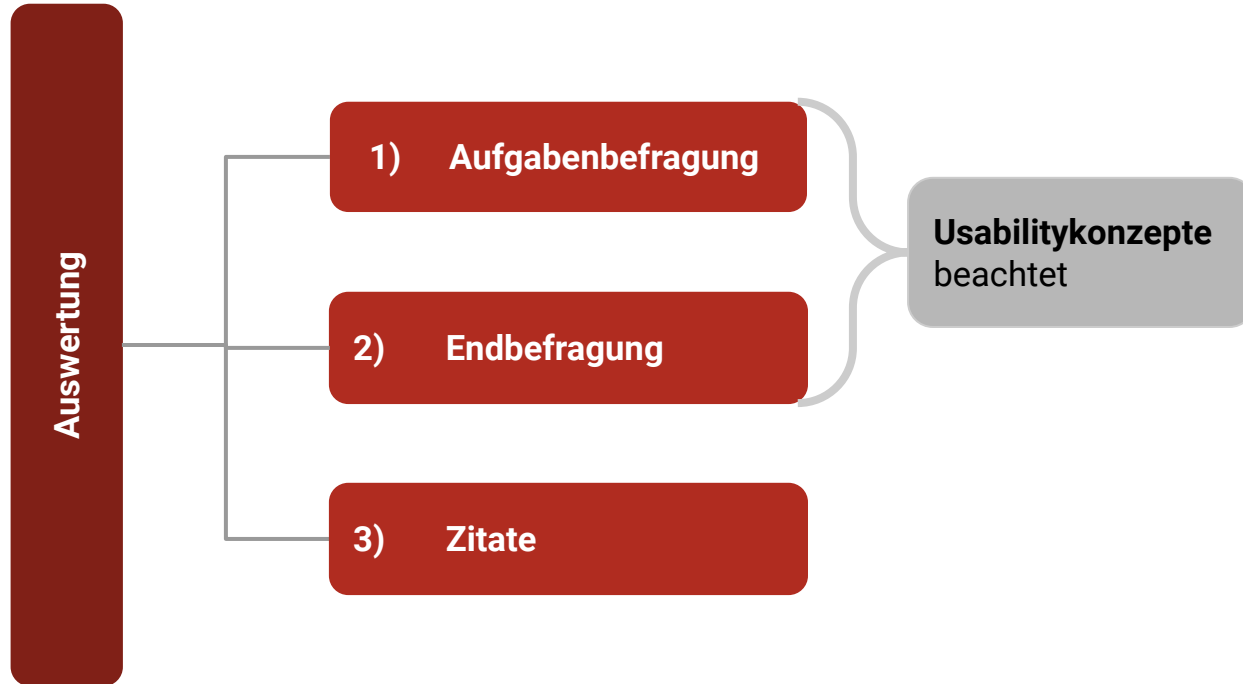 Auswertung
1) Aufgabenbefragung
2) Endbefragung
3) Zitate
Usabilitykonzepte
beachtet